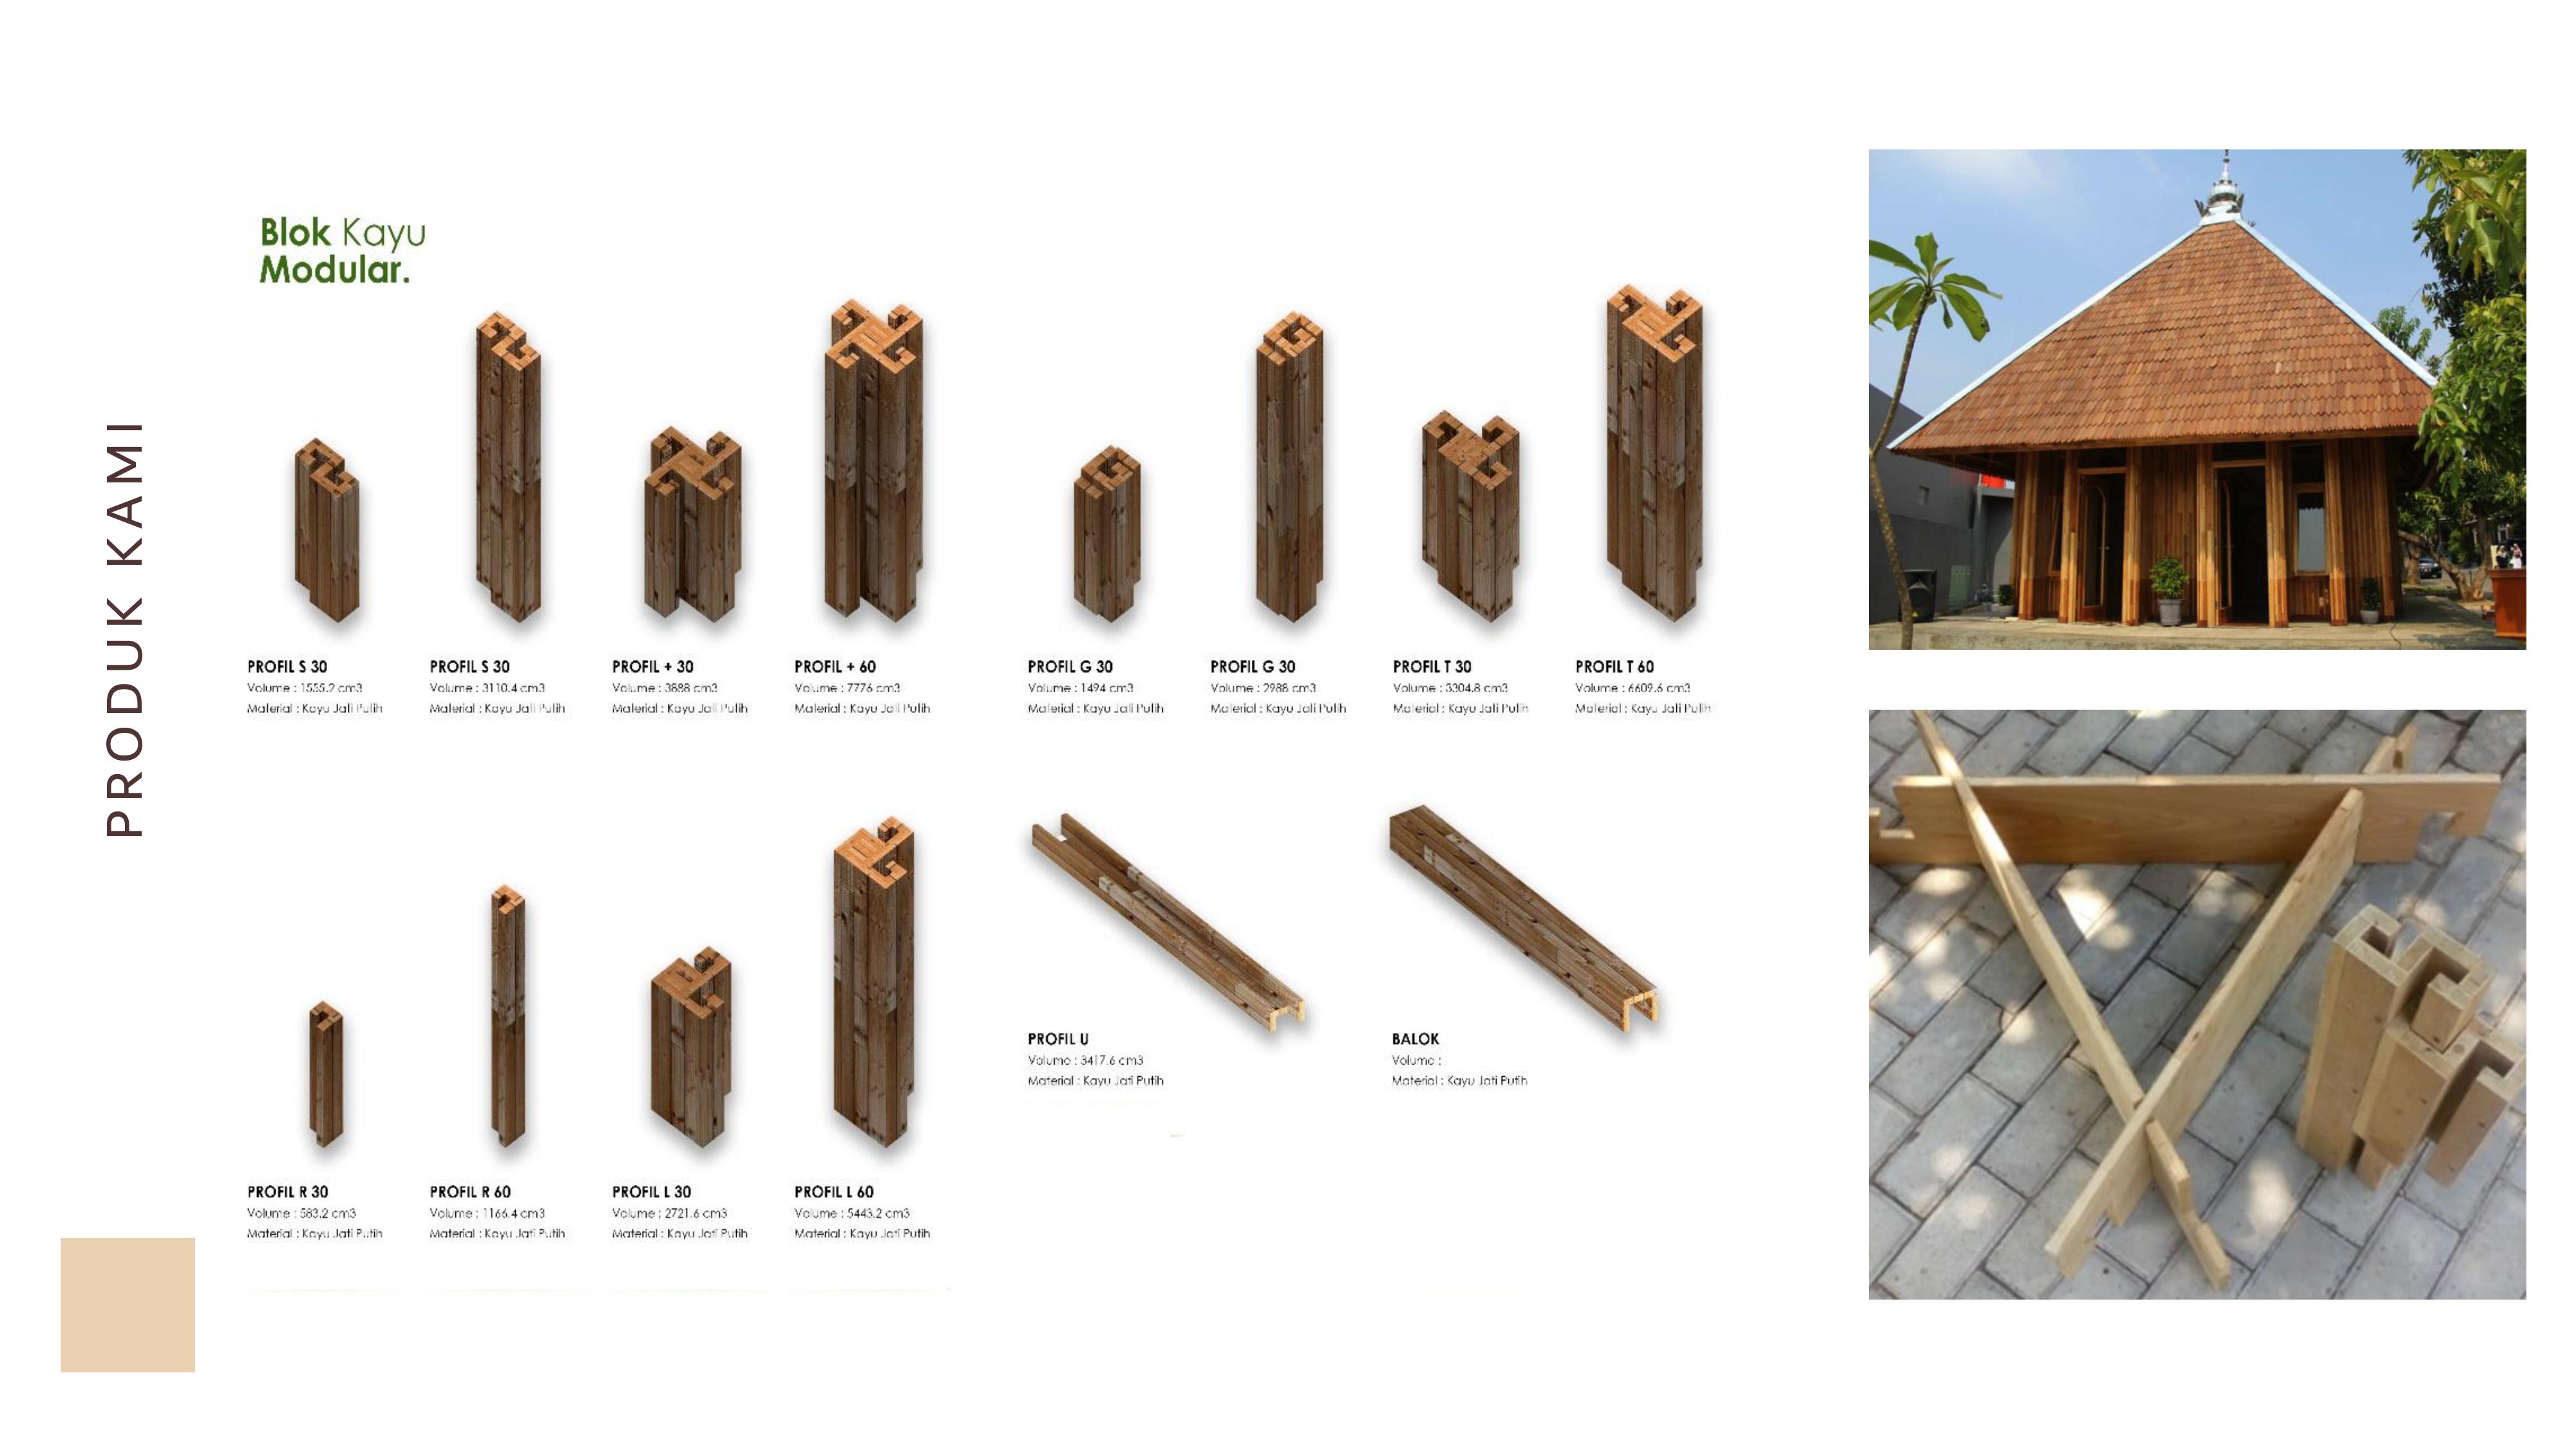 PRODUK KAMI
Blok Kayu
Modular.
PROFIL S 30
Volume : 1555.2 cm3
Material : Kayu Jati Putih
PROFIL S 30
Volume : 3110.4 cm3
Material : Kayu Jati Putih
PROFIL + 30
Volume : 3888 cm3
Material : Kayu Jati Putih
PROFIL + 60
Volume : 7776 cm3
Material : Kayu Jati Putih
PROFIL G 30
Volume : 1494 cm3
Material : Kayu Jati Putih
PROFIL G 30
Volume : 2988 cm3
Material : Kayu Jati Putih
PROFIL T 30
Volume : 3304.8 cm3
Material : Kayu Jati Putih
PROFIL T 60
Volume : 6609.6 cm3
Material : Kayu Jati Putih
PROFIL R 30
Volume : 583.2 cm3
Material : Kayu Jati Putih
PROFIL R 60
Volume : 1166.4 cm3
Material : Kayu Jati Putih
PROFIL L 30
Volume : 2721.6 cm3
Material : Kayu Jati Putih
PROFIL L 60
Volume : 5443.2 cm3
Material : Kayu Jati Putih
PROFIL U
Volume : 3417.6 cm3
Material : Kayu Jati Putih
BALOK
Volume :
Material : Kayu Jati Putih